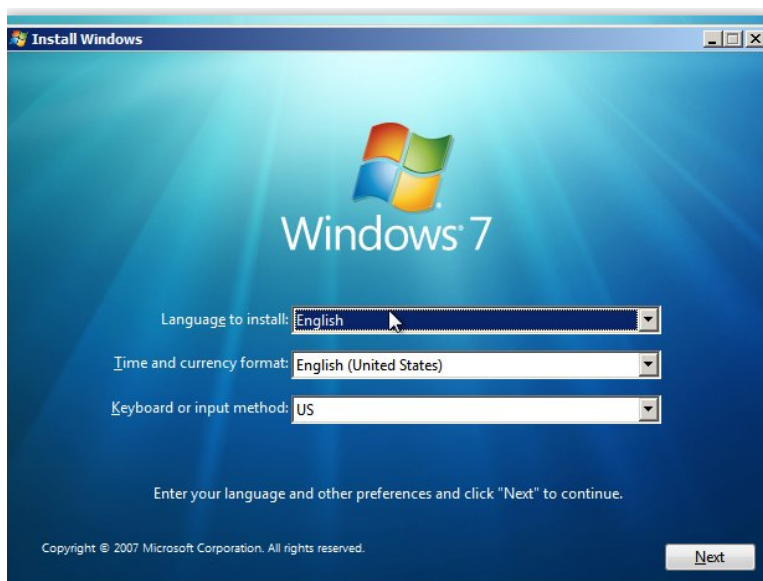 Install Windows
Windows® 7
Language to install: English
Time and currency format: English (United States)
Keyboard or input method: US
Enter your language and other preferences and click "Next" to continue.
Copyright © 2007 Microsoft Corporation. All rights reserved.
Next